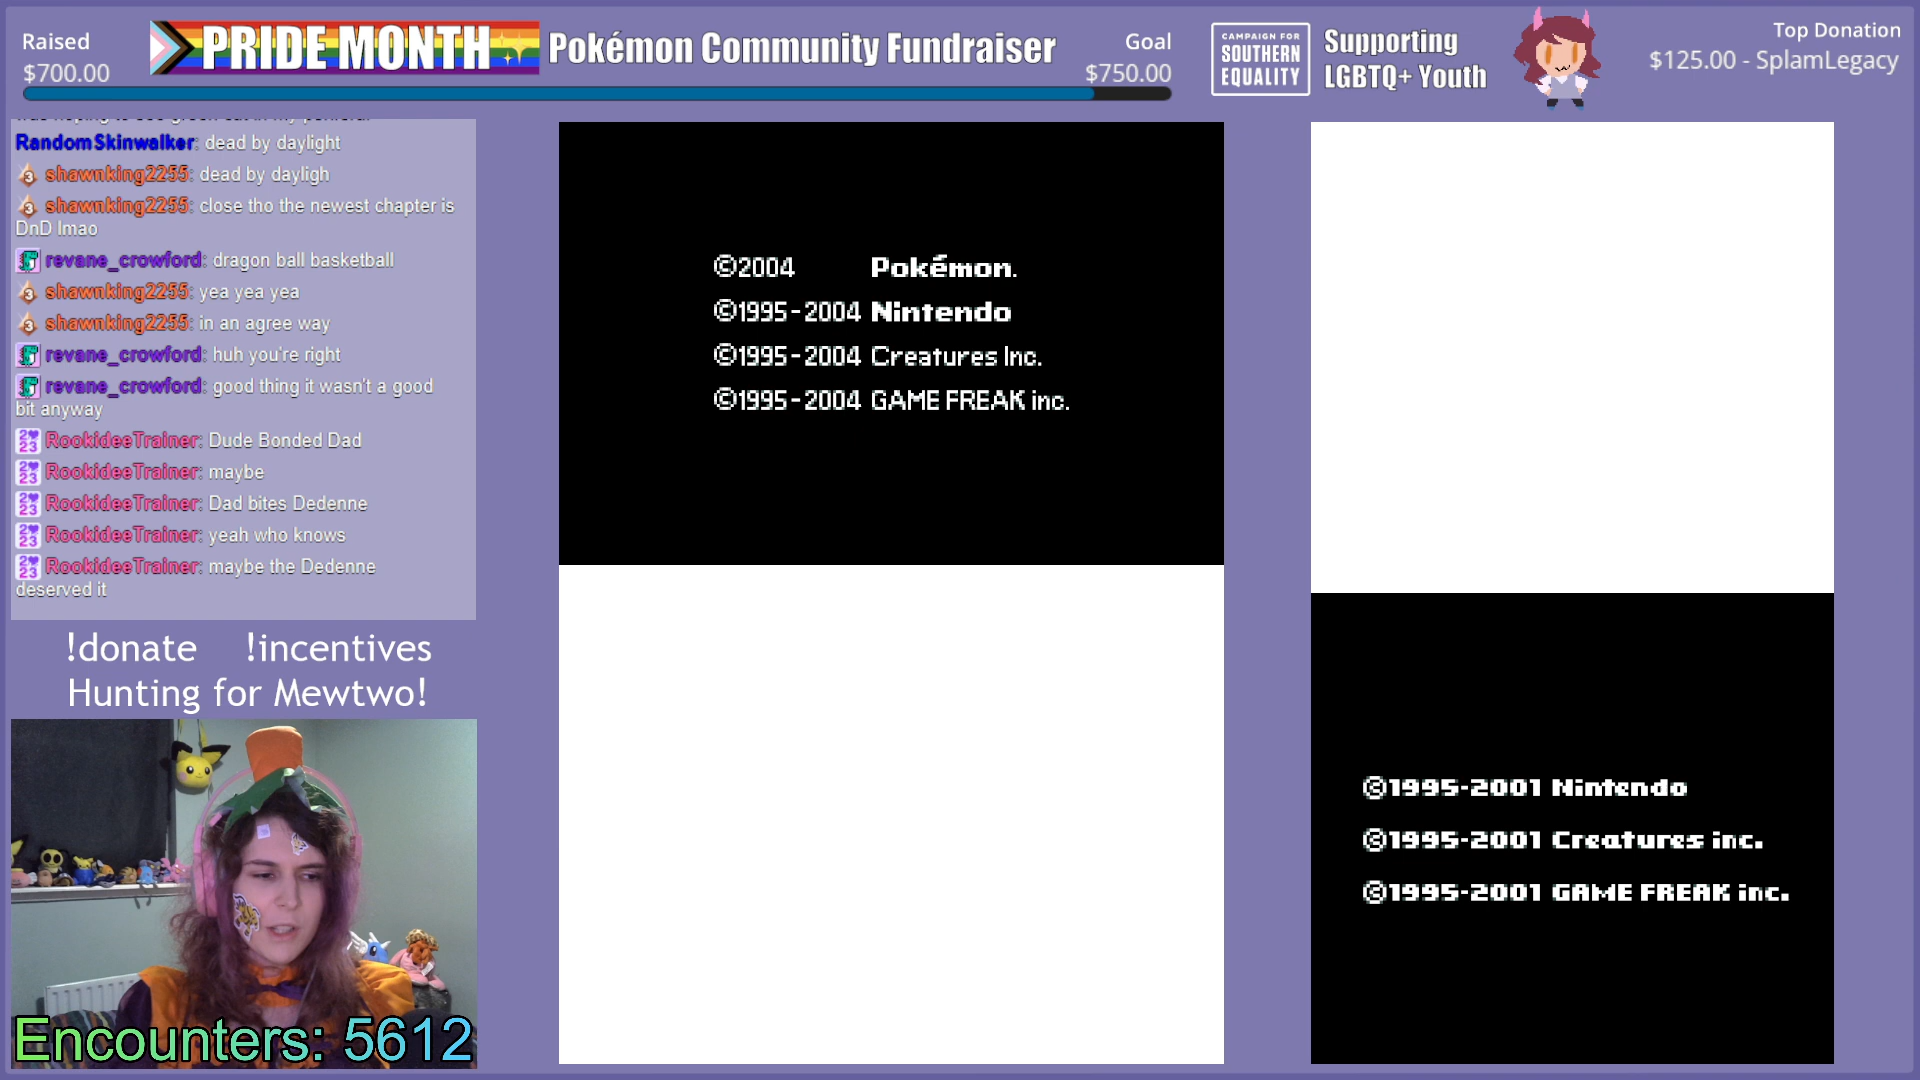 Raised
$700.00
PRIDE MONTH Pokémon Community Fundraiser
Goal
$750.00
CAMPAIGN FOR
SOUTHERN
EQUALITY
Supporting
LGBTQ+ Youth
Top Donation
$125.00 - SplamLegacy
RandomSkinwalker: dead by daylight
3 shawnking2255: dead by dayligh
3 shawnking2255: close tho the newest chapter is
DnD lmao
revane_crowford: dragon ball basketball
3 shawnking2255: yea yea yea
3 shawnking2255: in an agree way
revane_crowford: huh you're right
revane_crowford: good thing it wasn't a good
bit anyway
RookideeTrainer: Dude Bonded Dad
RookideeTrainer: maybe
RookideeTrainer: Dad bites Dedenne
RookideeTrainer: yeah who knows
RookideeTrainer: maybe the Dedenne
deserved it
!donate !incentives
Hunting for Mewtwo!
Encounters: 5612
©2004 Pokémon.
©1995-2004 Nintendo
©1995-2004 Creatures Inc.
©1995-2004 GAME FREAK inc.
©1995-2001 Nintendo
©1995-2001 Creatures inc.
©1995-2001 GAME FREAK inc.